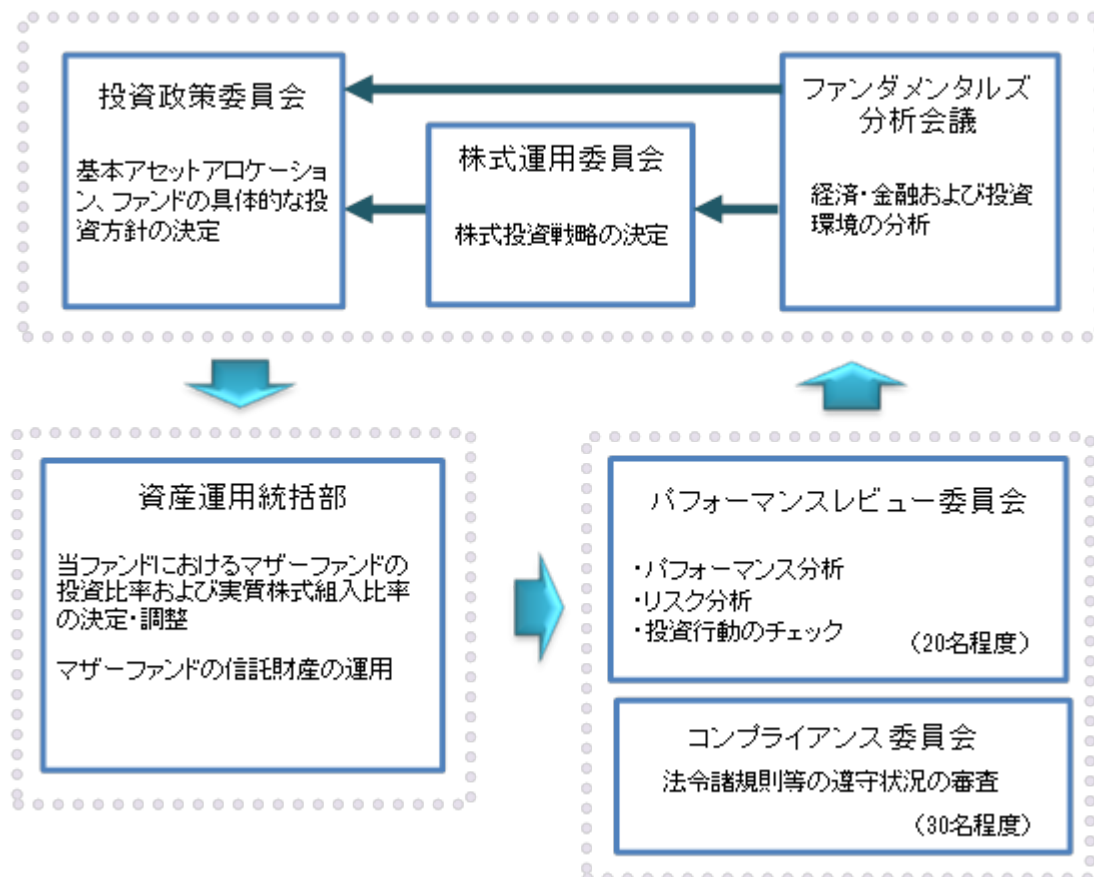 投資政策委員会
基本アセットアロケーショ
ン、ファンドの具体的な投
資方針の決定
株式運用委員会
株式投資戦略の決定
ファンダメンタルズ
分析会議
経済・金融および投資
環境の分析
資産運用統括部
当ファンドにおけるマザーファンドの
投資比率および実質株式組入比率
の決定・調整
マザーファンドの信託財産の運用
パフォーマンスレビュー委員会
・パフォーマンス分析
・リスク分析
・投資行動のチェック
（20名程度）
コンプライアンス委員会
法令諸規則等の遵守状況の審査
（30名程度）